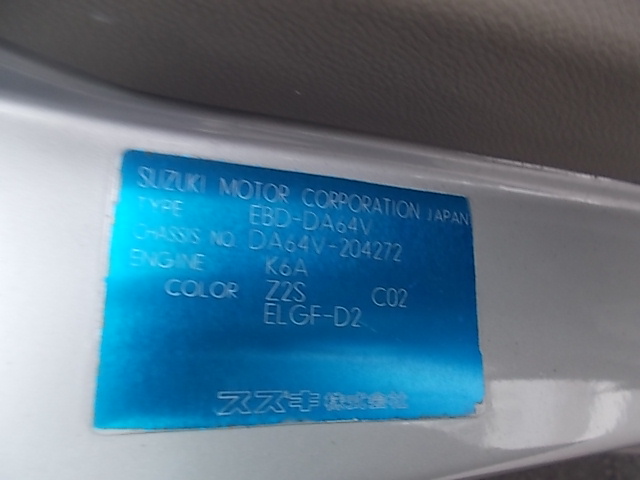 SUZUKI MOTOR CORPORATION JAPAN
TYPE EBD-DA64V
CHASSIS NO. DA64V-204272
ENGINE K6A
COLOR Z2S C02
ELGF-D2
スズキ株式会社